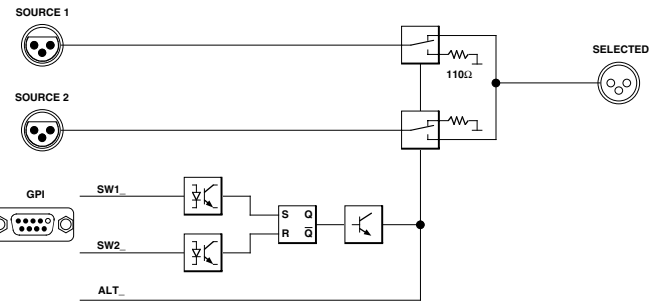 SOURCE 1
SELECTED
110Ω
SOURCE 2
GPI
SW1_
S Q
R Q̅
SW2_
ALT_